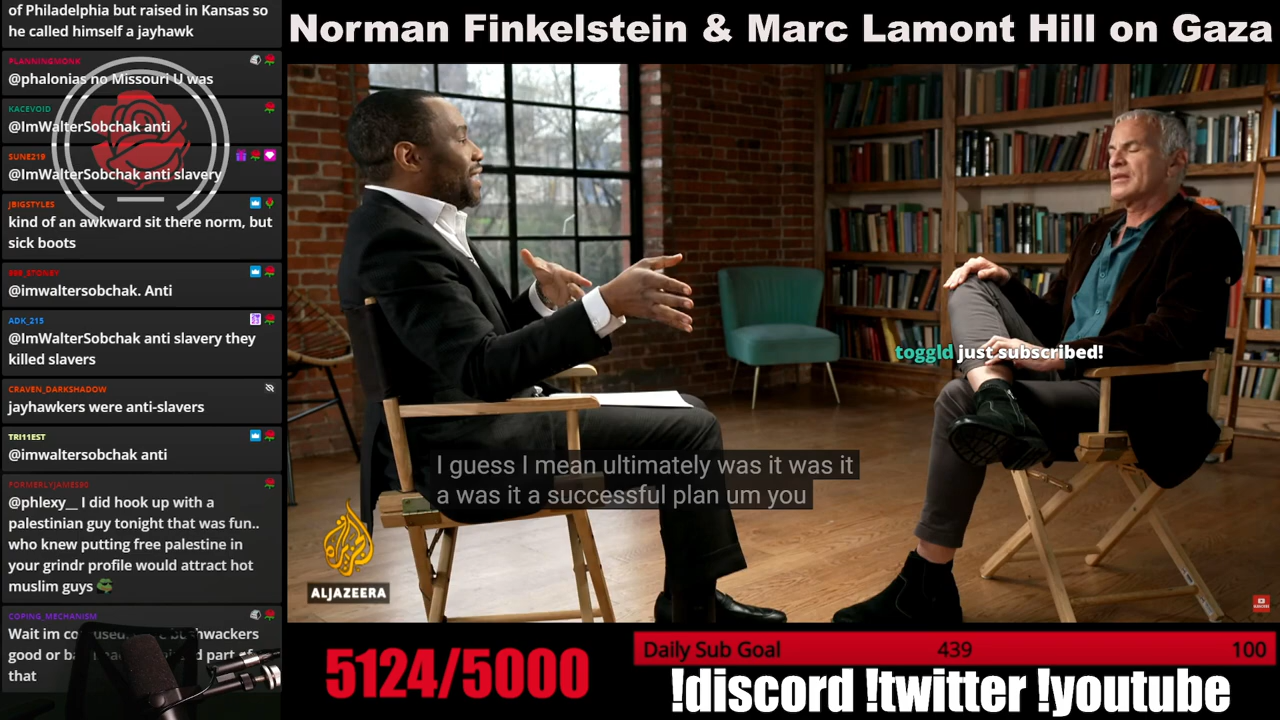 of Philadelphia but raised in Kansas so
he called himself a jayhawk
PLANNINGMONK
@phalonias no Missouri U was
KACEVOID
@ImWalterSobchak anti
SUNE219
@ImWalterSobchak anti slavery
JBIGSTYLES
kind of an awkward sit there norm, but
sick boots
@imwaltersobchak. Anti
ADK_215
@ImWalterSobchak anti slavery they
killed slavers
CRAVEN_DARKSHADOW
jayhawkers were anti-slavers
TRI11EST
@imwaltersobchak anti
FORMERLYJAMES80
@phlexy__ I did hook up with a
palestinian guy tonight that was fun..
who knew putting free palestine in
your grindr profile would attract hot
muslim guys
COPING_MECHANISM
Wait im confused, bushwackers
good or part of
that
Norman Finkelstein & Marc Lamont Hill on Gaza
toggld just subscribed!
I guess I mean ultimately was it was it
a was it a successful plan um you
الجزيرة
ALJAZEERA
5124/5000
Daily Sub Goal 439 100
!discord !twitter !youtube